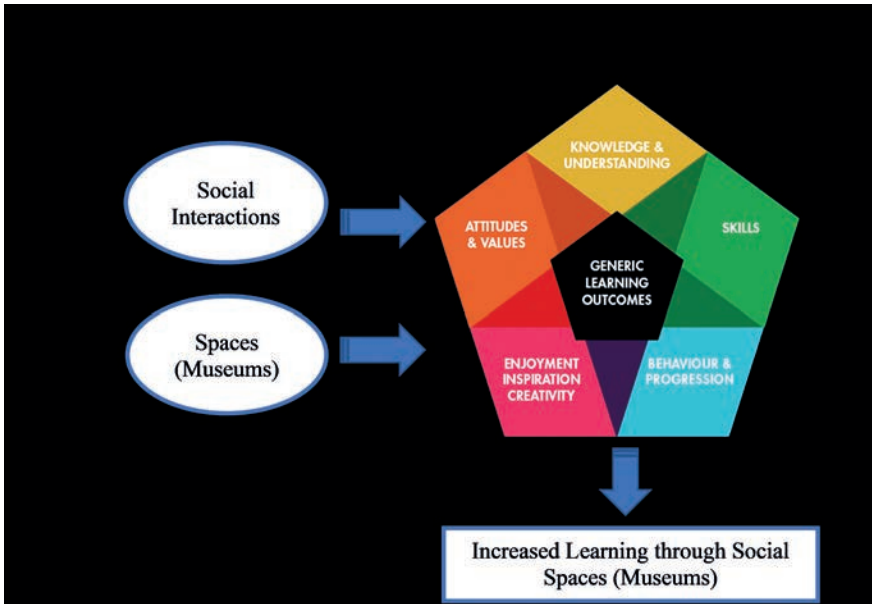 Social
Interactions
Spaces
(Museums)
KNOWLEDGE &
UNDERSTANDING
ATTITUDES
& VALUES
SKILLS
GENERIC
LEARNING
OUTCOMES
ENJOYMENT
INSPIRATION
CREATIVITY
BEHAVIOUR &
PROGRESSION
Increased Learning through Social
Spaces (Museums)